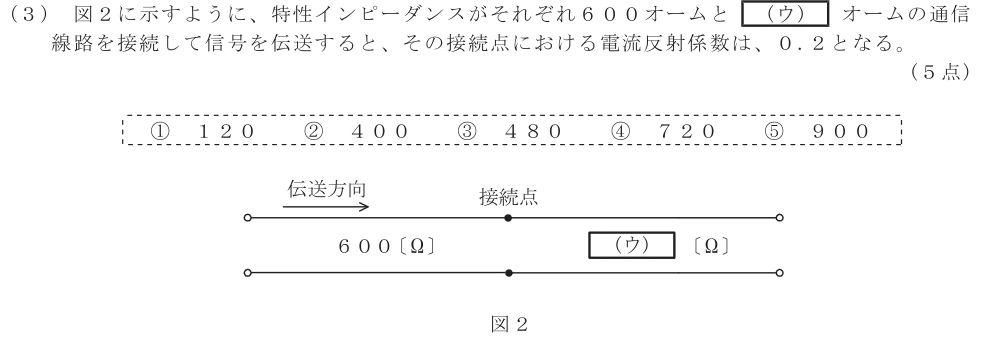 （３） 図２に示すように、特性インピーダンスがそれぞれ６００オームと （ウ） オームの通信
線路を接続して信号を伝送すると、その接続点における電流反射係数は、０.２となる。
（５点）
① １２０ ② ４００ ③ ４８０ ④ ７２０ ⑤ ９００
伝送方向
接続点
６００〔Ω〕 （ウ） 〔Ω〕
図２